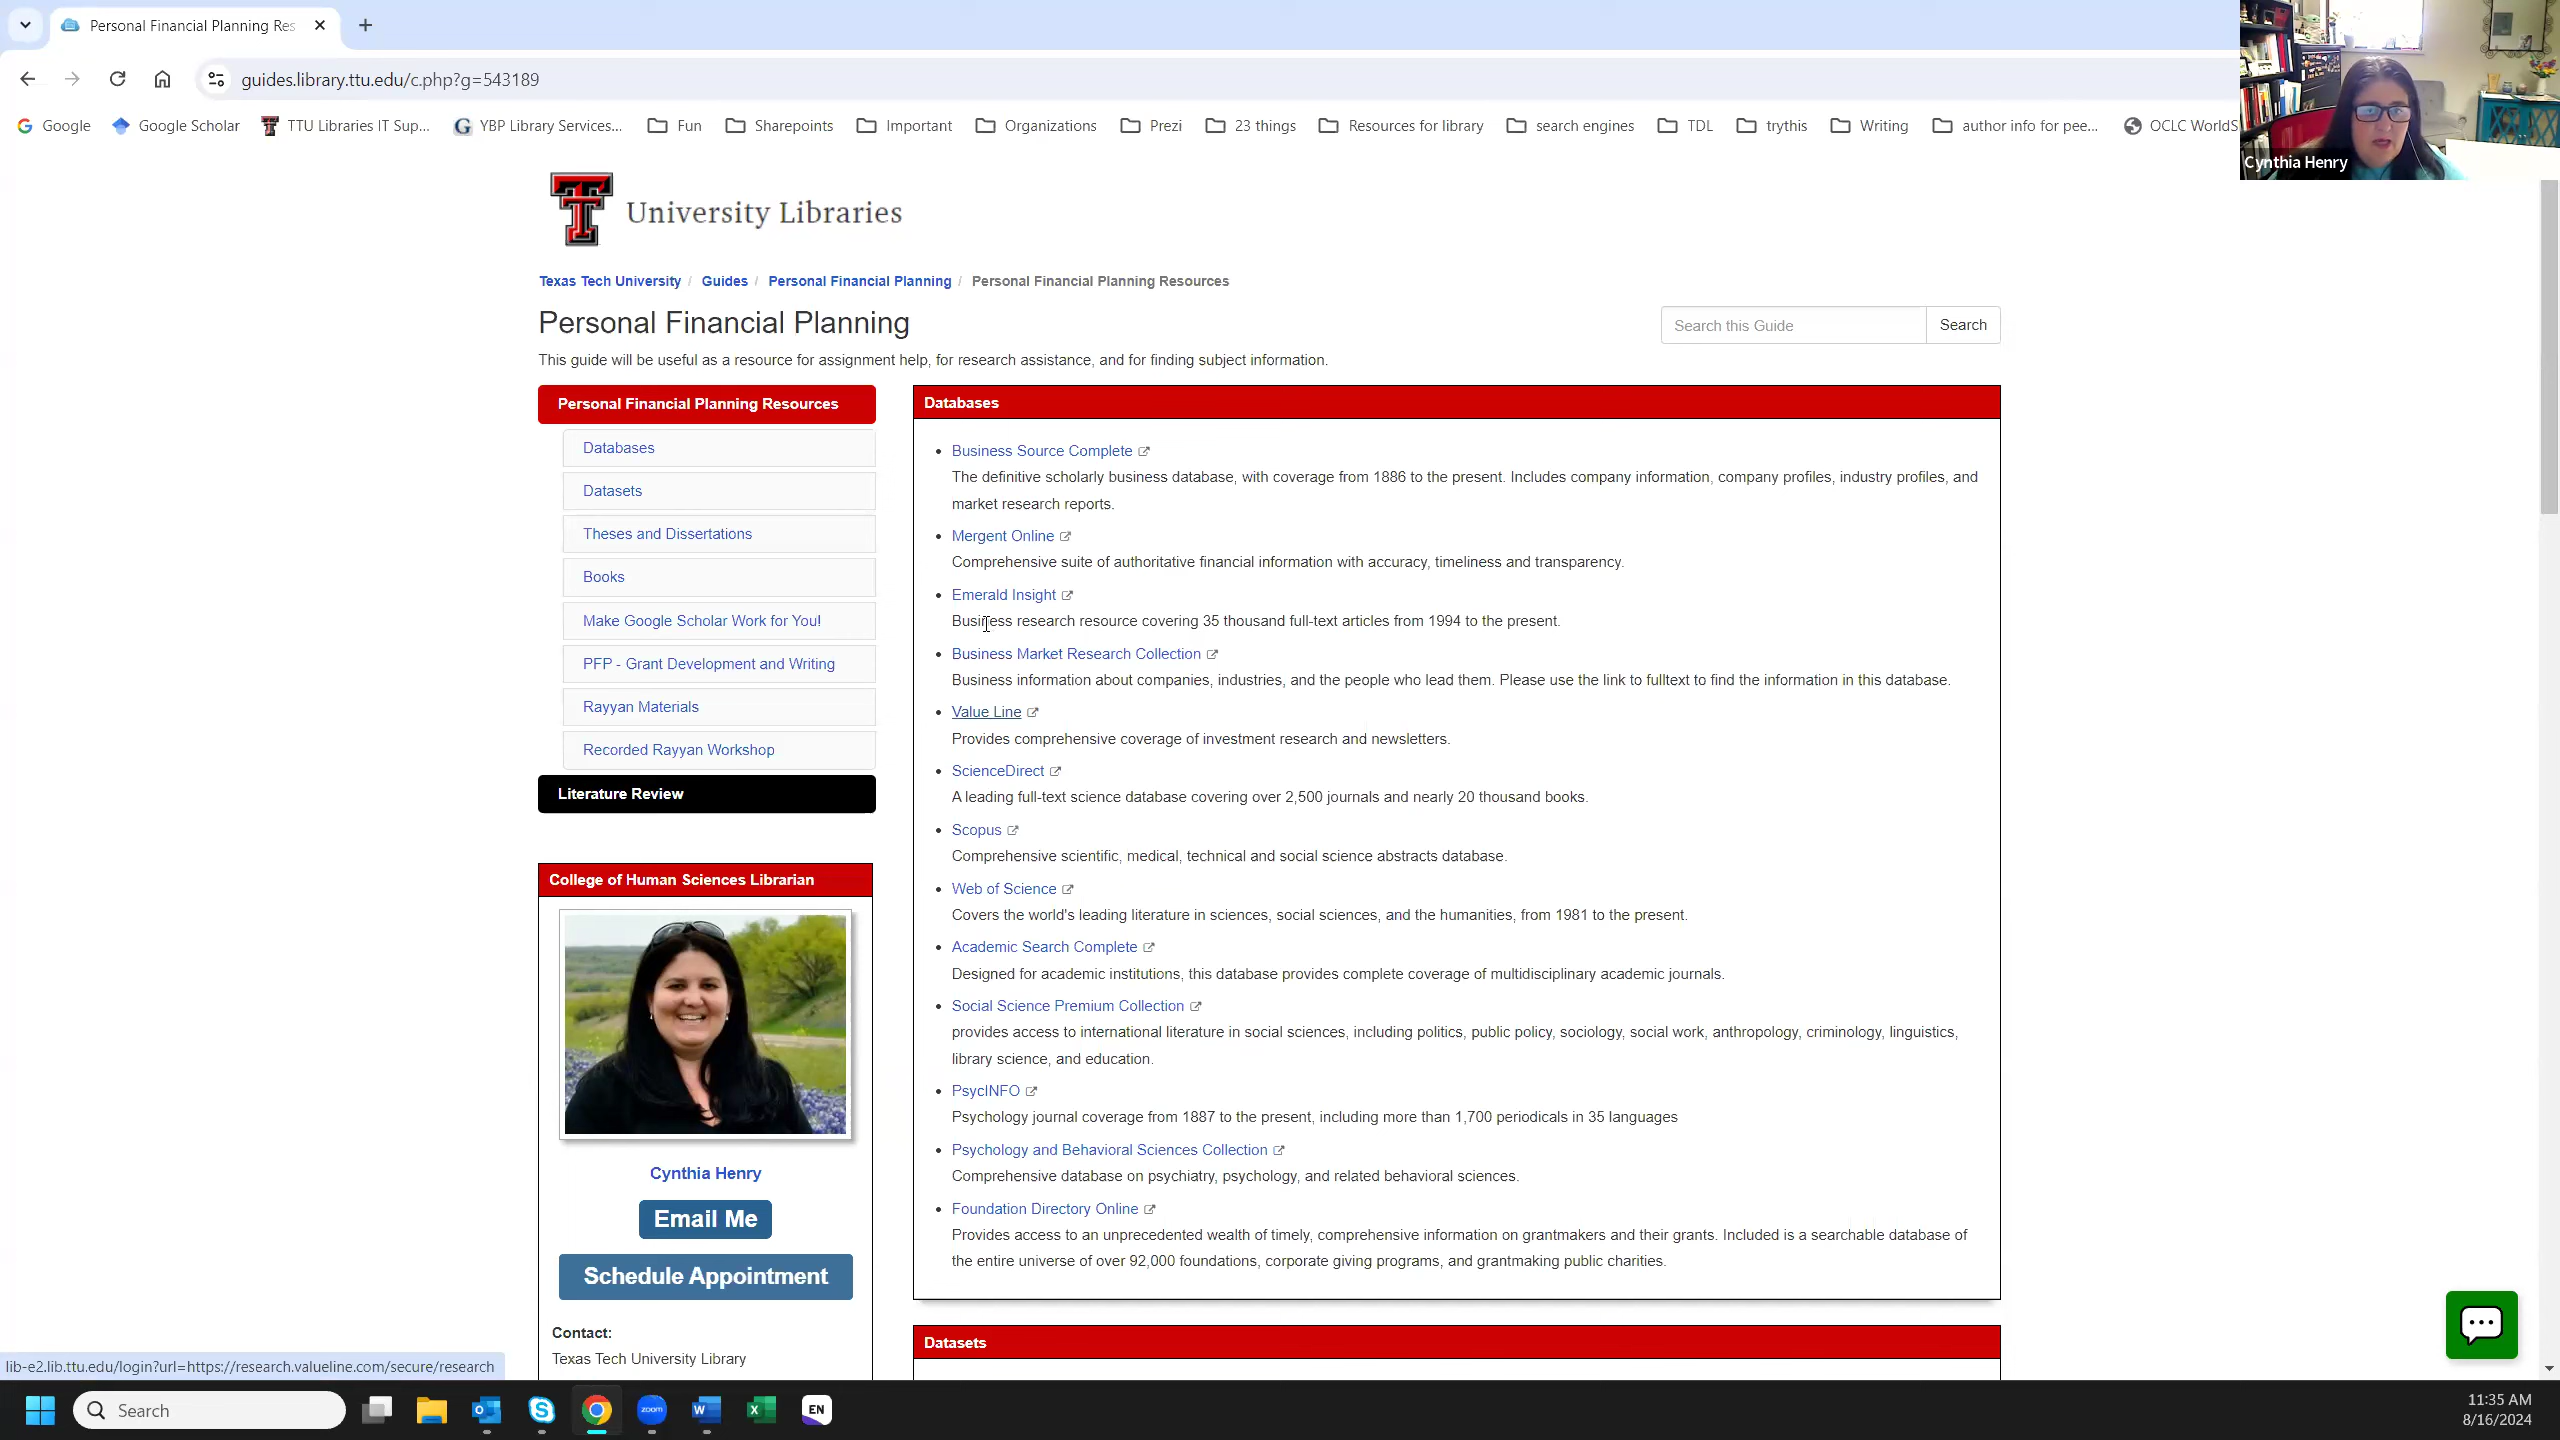 Personal Financial Planning Res
guides.library.ttu.edu/c.php?g=543189
Google
Google Scholar
TTU Libraries IT Sup...
YBP Library Services...
Fun
Sharepoints
Important
Organizations
Prezi
23 things
Resources for library
search engines
TDL
trythis
Writing
author info for pee...
OCLC WorldS
Cynthia Henry
University Libraries
Texas Tech University / Guides / Personal Financial Planning / Personal Financial Planning Resources
Personal Financial Planning
Search this Guide
Search
This guide will be useful as a resource for assignment help, for research assistance, and for finding subject information.
Personal Financial Planning Resources
Databases
Datasets
Theses and Dissertations
Books
Make Google Scholar Work for You!
PFP - Grant Development and Writing
Rayyan Materials
Recorded Rayyan Workshop
Literature Review
College of Human Sciences Librarian
Cynthia Henry
Email Me
Schedule Appointment
Contact:
Texas Tech University Library
Databases
Business Source Complete
The definitive scholarly business database, with coverage from 1886 to the present. Includes company information, company profiles, industry profiles, and
market research reports.
Mergent Online
Comprehensive suite of authoritative financial information with accuracy, timeliness and transparency.
Emerald Insight
Business research resource covering 35 thousand full-text articles from 1994 to the present.
Business Market Research Collection
Business information about companies, industries, and the people who lead them. Please use the link to fulltext to find the information in this database.
Value Line
Provides comprehensive coverage of investment research and newsletters.
ScienceDirect
A leading full-text science database covering over 2,500 journals and nearly 20 thousand books.
Scopus
Comprehensive scientific, medical, technical and social science abstracts database.
Web of Science
Covers the world's leading literature in sciences, social sciences, and the humanities, from 1981 to the present.
Academic Search Complete
Designed for academic institutions, this database provides complete coverage of multidisciplinary academic journals.
Social Science Premium Collection
provides access to international literature in social sciences, including politics, public policy, sociology, social work, anthropology, criminology, linguistics,
library science, and education.
PsycINFO
Psychology journal coverage from 1887 to the present, including more than 1,700 periodicals in 35 languages
Psychology and Behavioral Sciences Collection
Comprehensive database on psychiatry, psychology, and related behavioral sciences.
Foundation Directory Online
Provides access to an unprecedented wealth of timely, comprehensive information on grantmakers and their grants. Included is a searchable database of
the entire universe of over 92,000 foundations, corporate giving programs, and grantmaking public charities.
Datasets
lib-e2.lib.ttu.edu/login?url=https://research.valueline.com/secure/research
Search
zoom
EN
11:35 AM
8/16/2024